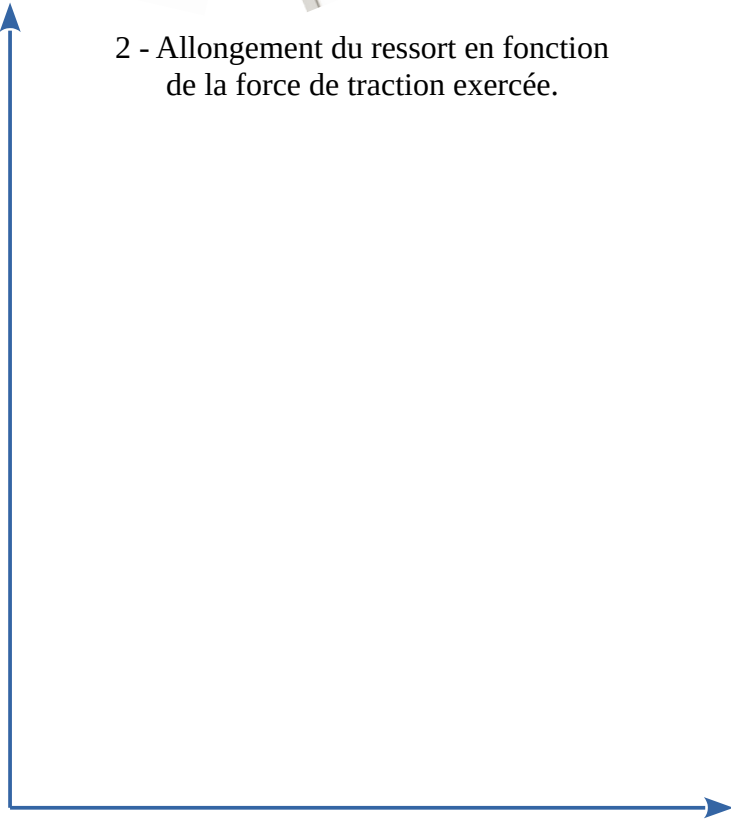 2 - Allongement du ressort en fonction
de la force de traction exercée.